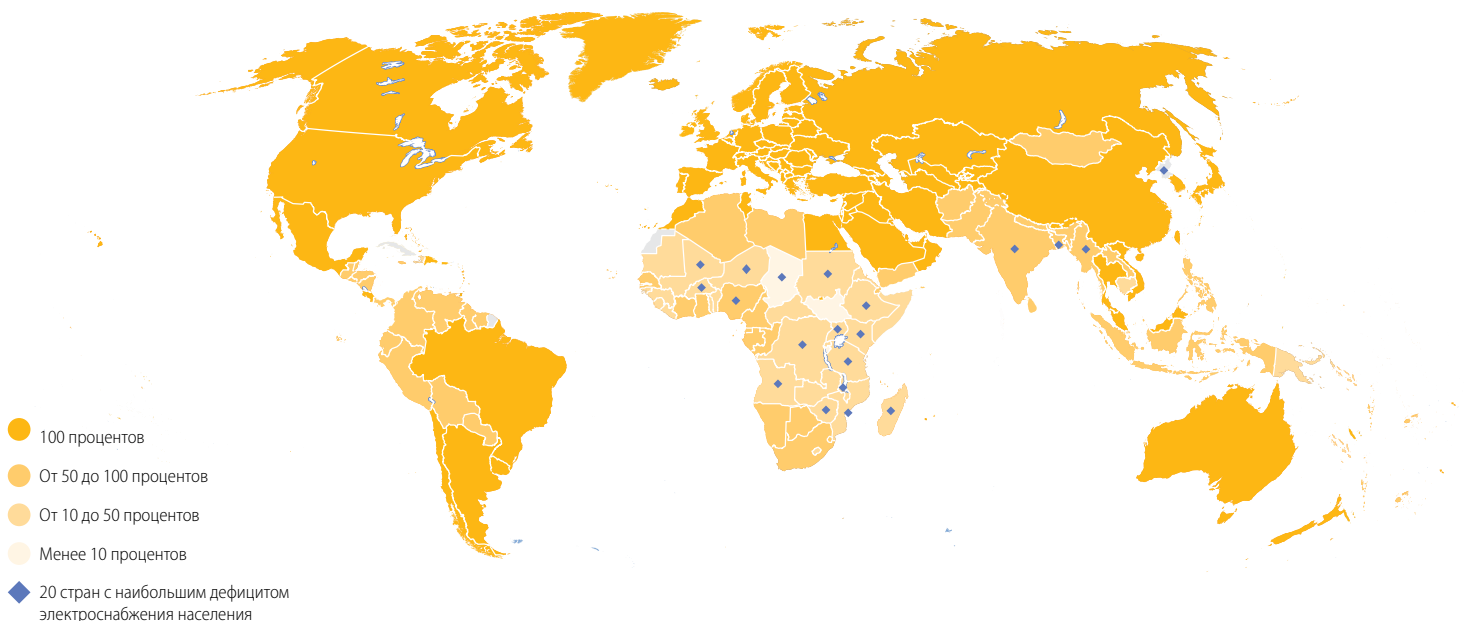 100 процентов
От 50 до 100 процентов
От 10 до 50 процентов
Менее 10 процентов
20 стран с наибольшим дефицитом
электроснабжения населения